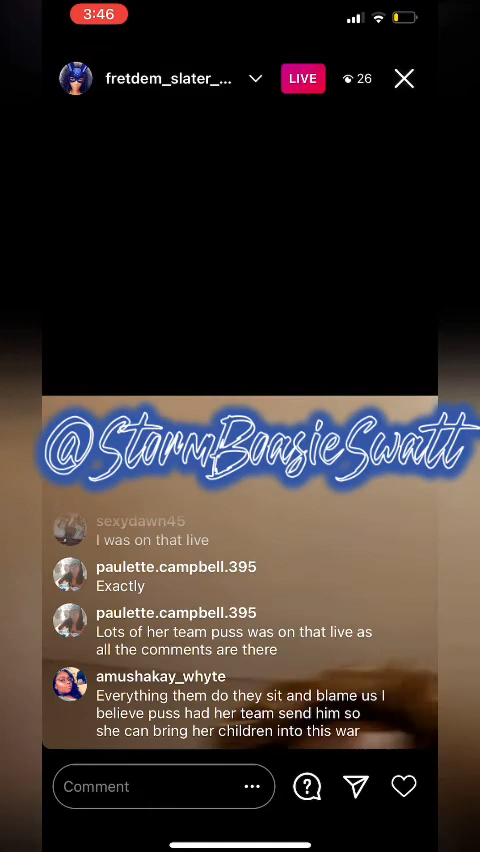 3:46
fretdem_slater_...
LIVE
26
@StormBoasieSwatt
sexydawn45
I was on that live
paulette.campbell.395
Exactly
paulette.campbell.395
Lots of her team puss was on that live as
all the comments are there
amushakay_whyte
Everything them do they sit and blame us I
believe puss had her team send him so
she can bring her children into this war
Comment